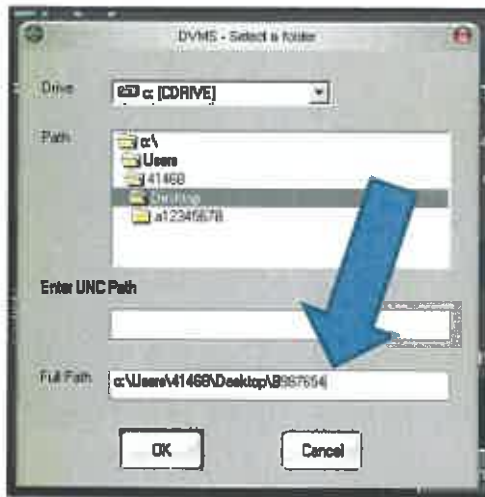 DVMS - Select a folder
Drive
c: [CDRIVE]
Path
c:\
Users
41468
Desktop
a12345678
Enter UNC Path
Full Path
c:\Users\41468\Desktop\B987654
OK
Cancel